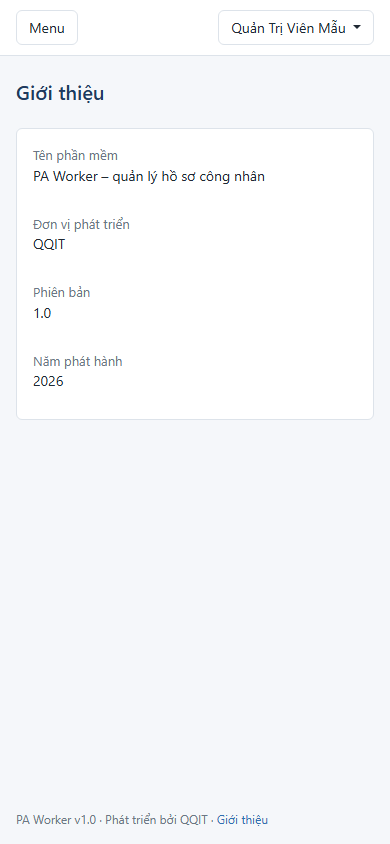 Menu
Quản Trị Viên Mẫu
Giới thiệu
Tên phần mềm
PA Worker – quản lý hồ sơ công nhân
Đơn vị phát triển
QQIT
Phiên bản
1.0
Năm phát hành
2026
PA Worker v1.0 · Phát triển bởi QQIT · Giới thiệu